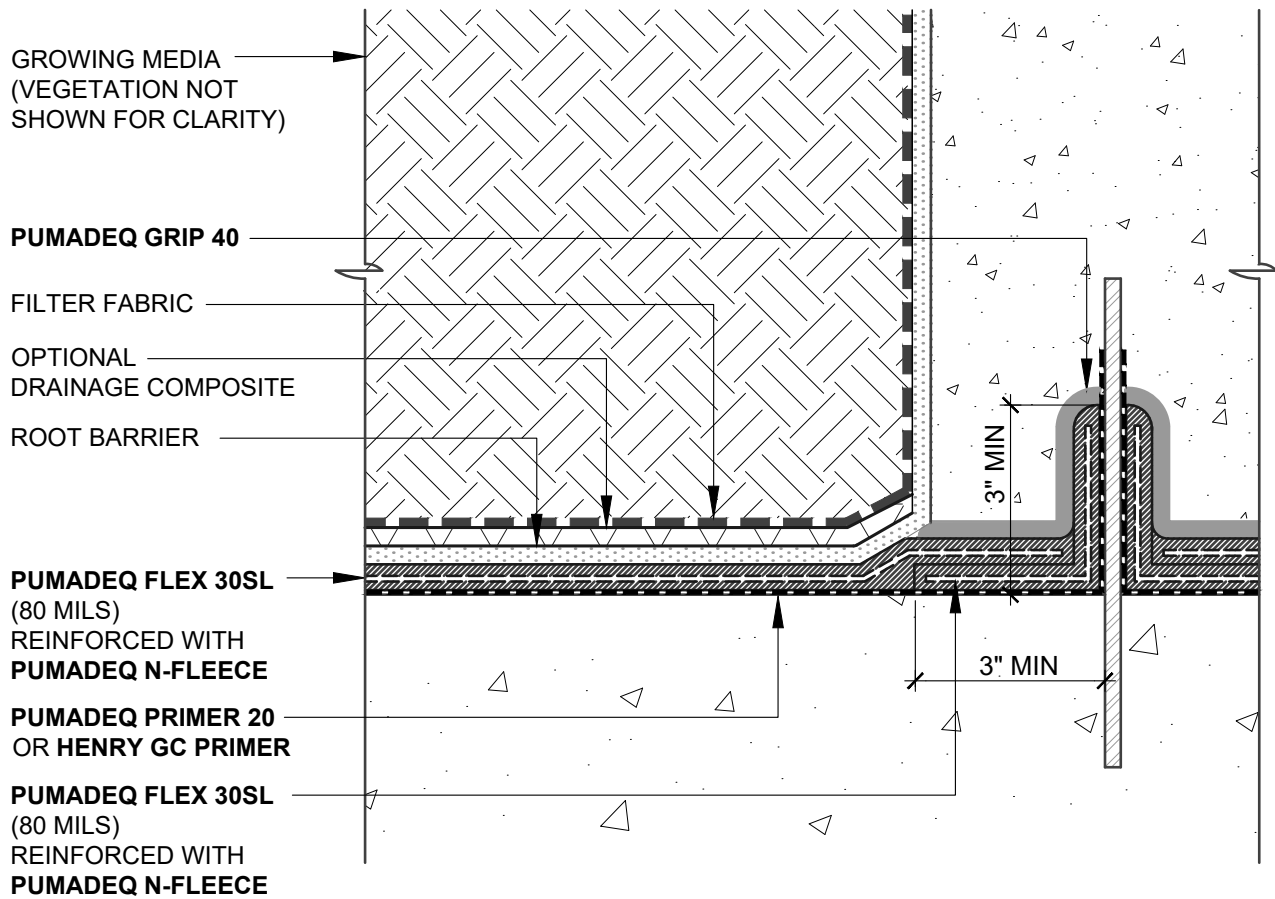 GROWING MEDIA
(VEGETATION NOT
SHOWN FOR CLARITY)
PUMADEQ GRIP 40
FILTER FABRIC
OPTIONAL
DRAINAGE COMPOSITE
ROOT BARRIER
3" MIN
PUMADEQ FLEX 30SL
(80 MILS)
REINFORCED WITH
PUMADEQ N-FLEECE
3" MIN
PUMADEQ PRIMER 20
OR HENRY GC PRIMER
PUMADEQ FLEX 30SL
(80 MILS)
REINFORCED WITH
PUMADEQ N-FLEECE